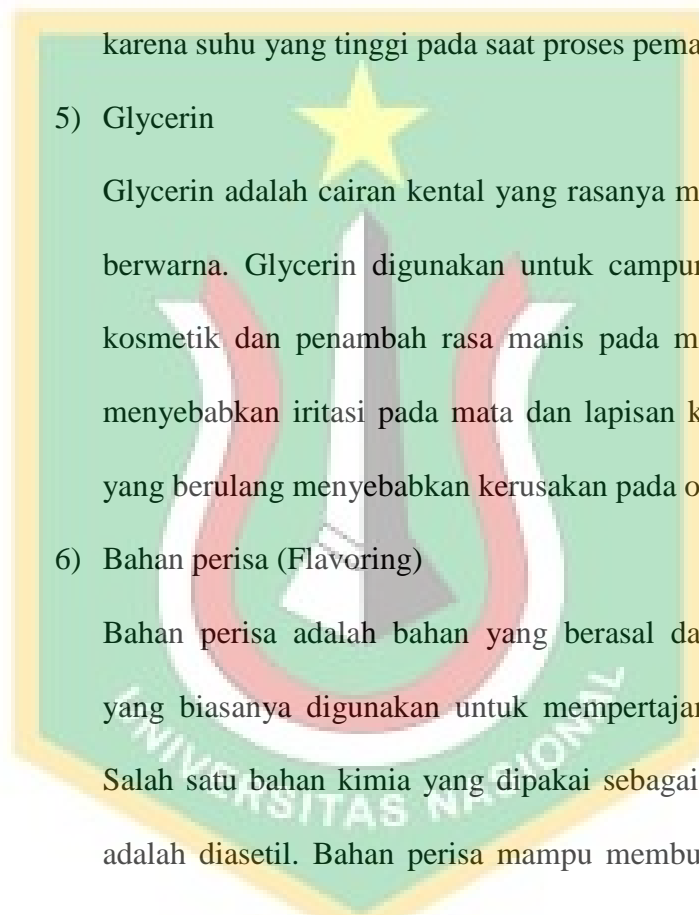 karena suhu yang tinggi pada saat proses pema
5) Glycerin
Glycerin adalah cairan kental yang rasanya m
berwarna. Glycerin digunakan untuk campur
kosmetik dan penambah rasa manis pada m
menyebabkan iritasi pada mata dan lapisan k
yang berulang menyebabkan kerusakan pada o
6) Bahan perisa (Flavoring)
Bahan perisa adalah bahan yang berasal da
yang biasanya digunakan untuk mempertajam
Salah satu bahan kimia yang dipakai sebagai
adalah diasetil. Bahan perisa mampu membu
UNIVERSITAS NASIONAL